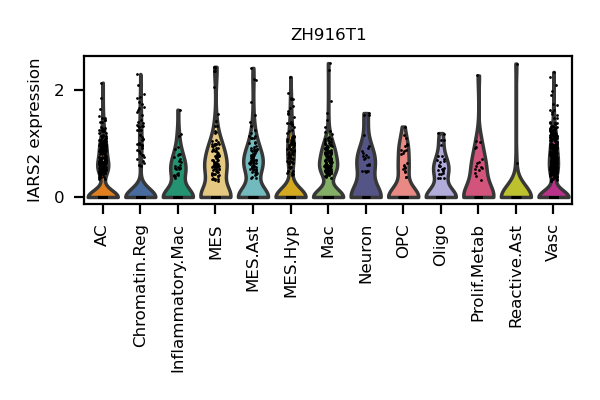 ZH916T1
IARS2 expression
2
0
AC
Chromatin.Reg
Inflammatory.Mac
MES
MES.Ast
MES.Hyp
Mac
Neuron
OPC
Oligo
Prolif.Metab
Reactive.Ast
Vasc